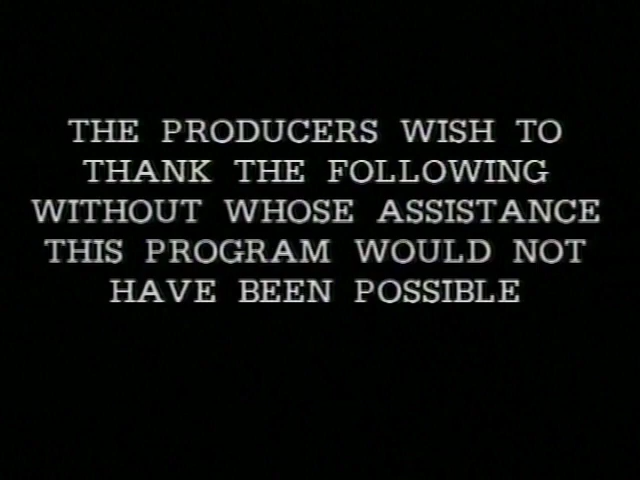 THE PRODUCERS WISH TO
THANK THE FOLLOWING
WITHOUT WHOSE ASSISTANCE
THIS PROGRAM WOULD NOT
HAVE BEEN POSSIBLE